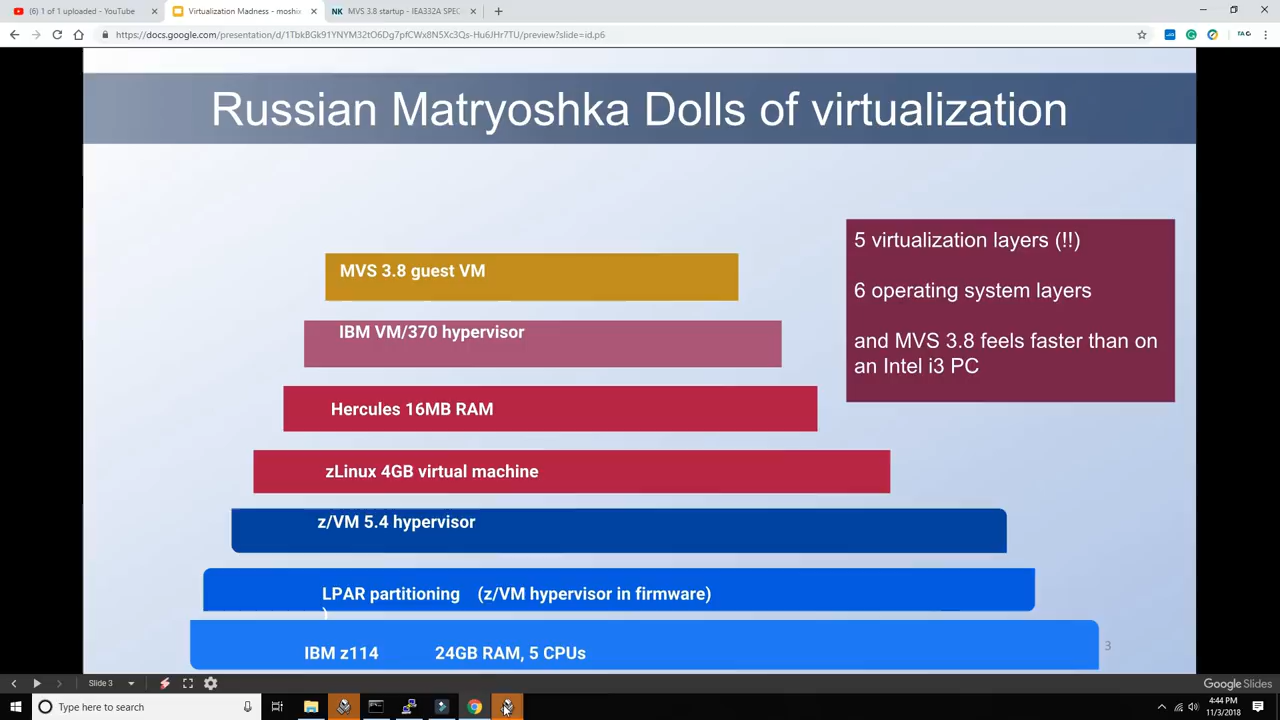 (6) 1 of 1 uploaded - YouTube
Virtualization Madness - moshix
MVS 3.8 startup - IEA332A SPEC
https://docs.google.com/presentation/d/1TbkBGk91YNYM32tO6Dg7pfCWx8N5Xc3Qs-Hu6JHr7TU/preview?slide=id.p6
Russian Matryoshka Dolls of virtualization
5 virtualization layers (!!)
6 operating system layers
and MVS 3.8 feels faster than on
an Intel i3 PC
MVS 3.8 guest VM
IBM VM/370 hypervisor
Hercules 16MB RAM
zLinux 4GB virtual machine
z/VM 5.4 hypervisor
LPAR partitioning (z/VM hypervisor in firmware)
)
IBM z114 24GB RAM, 5 CPUs
3
Slide 3
Google Slides
Type here to search
4:44 PM
11/3/2018